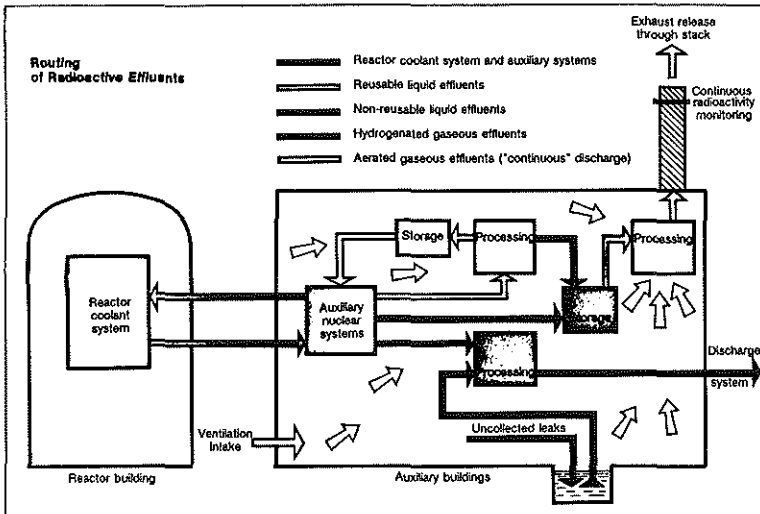 Routing
of Radioactive Effluents
Reactor coolant system and auxiliary systems
Reusable liquid effluents
Non-reusable liquid effluents
Hydrogenated gaseous effluents
Aerated gaseous effluents ("continuous" discharge)
Exhaust release
through stack
Continuous
radioactivity
monitoring
Storage
Processing
Processing
Reactor
coolant
system
Auxiliary
nuclear
systems
Storage
Processing
Discharge
system
Uncollected leaks
Ventilation
Intake
Reactor building
Auxiliary buildings